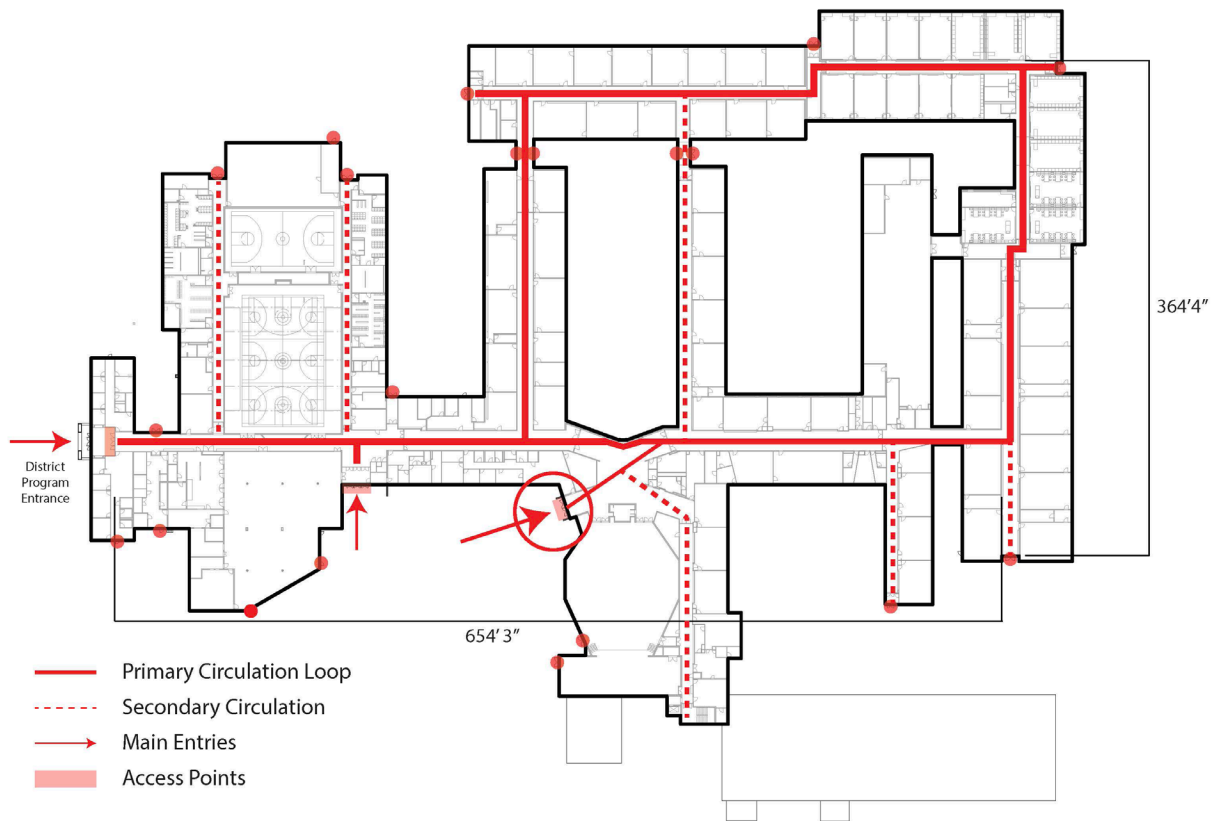 364'4"
District
Program
Entrance
654' 3"
Primary Circulation Loop
Secondary Circulation
Main Entries
Access Points